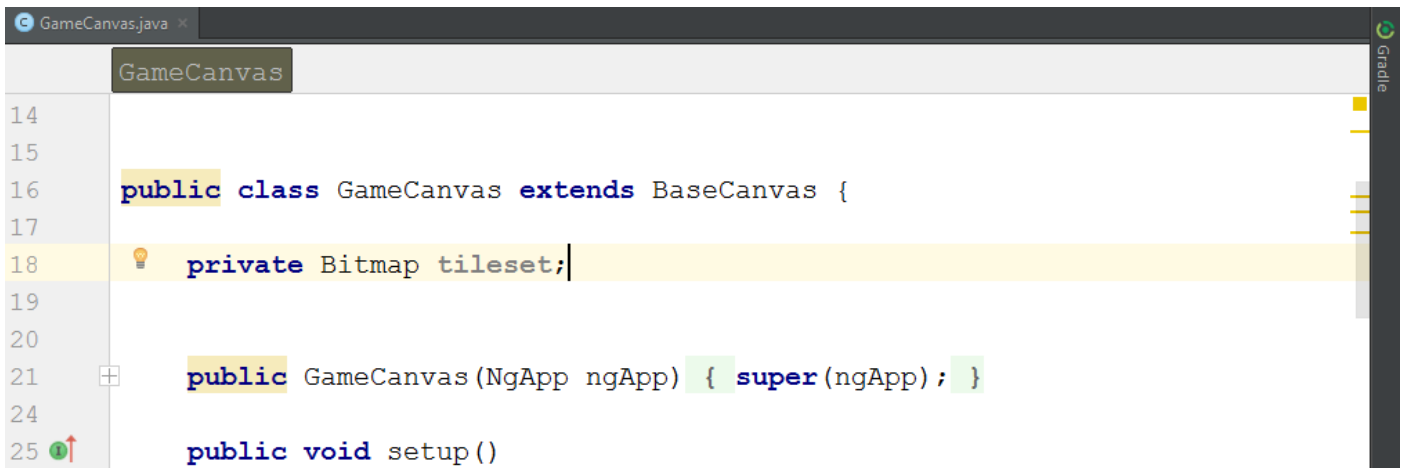 GameCanvas.java
Gradle
GameCanvas
14
15
16 public class GameCanvas extends BaseCanvas {
17
18 private Bitmap tileset;
19
20
21 public GameCanvas(NgApp ngApp) { super(ngApp); }
24
25 public void setup()